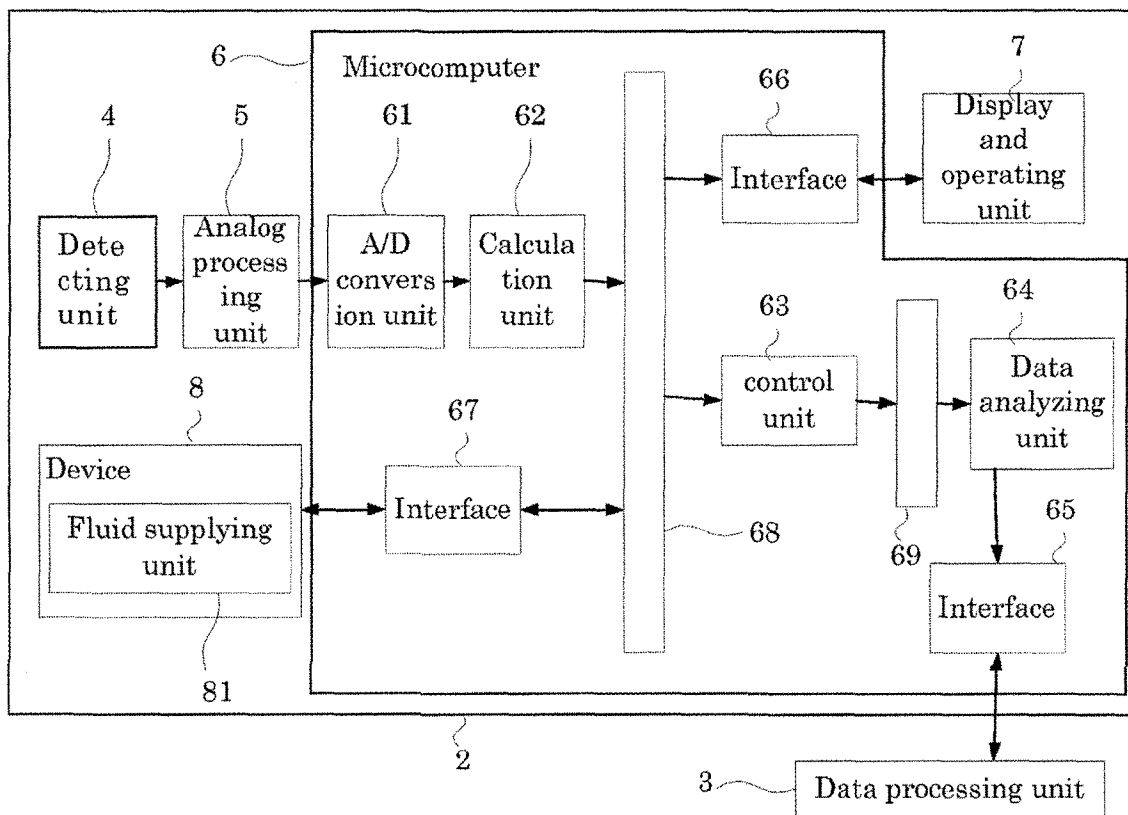 6
Microcomputer
7
4
5
61
62
66
Display
and
operating
unit
Interface
Dete
cting
unit
Analog
process
ing
unit
A/D
convers
ion unit
Calcula
tion
unit
63
64
control
unit
Data
analyzing
unit
8
67
Device
Interface
Fluid supplying
unit
68
69
65
Interface
81
2
3
Data processing unit